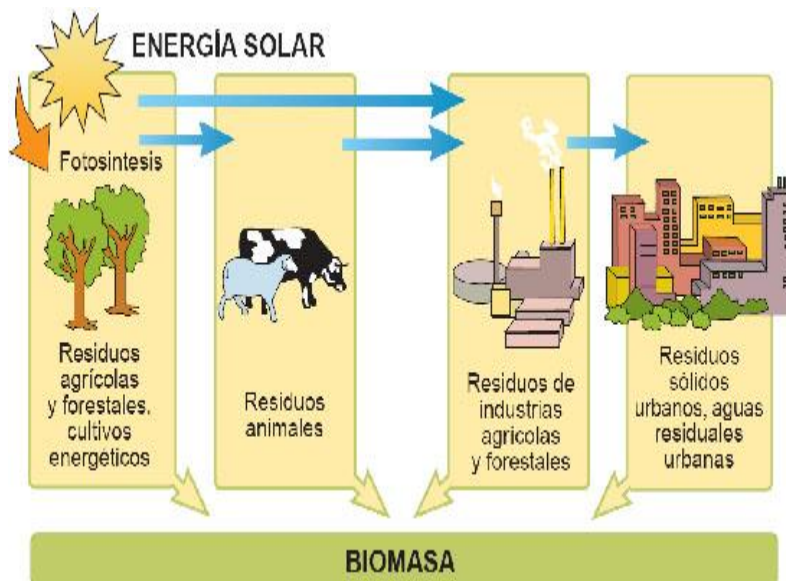 ENERGÍA SOLAR
Fotosíntesis
Residuos
agrícolas
y forestales.
cultivos
energéticos
Residuos
animales
Residuos de
industrias
agrícolas
y forestales
Residuos
sólidos
urbanos, aguas
residuales
urbanas
BIOMASA